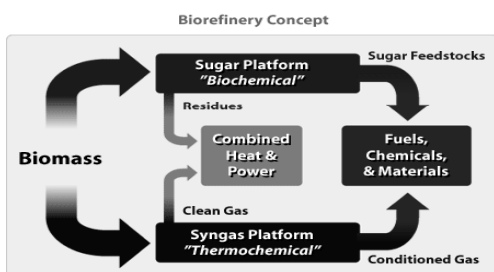 Biorefinery Concept
Sugar Platform
"Biochemical"
Sugar Feedstocks
Residues
Combined
Heat &
Power
Fuels,
Chemicals,
& Materials
Biomass
Clean Gas
Syngas Platform
"Thermochemical"
Conditioned Gas